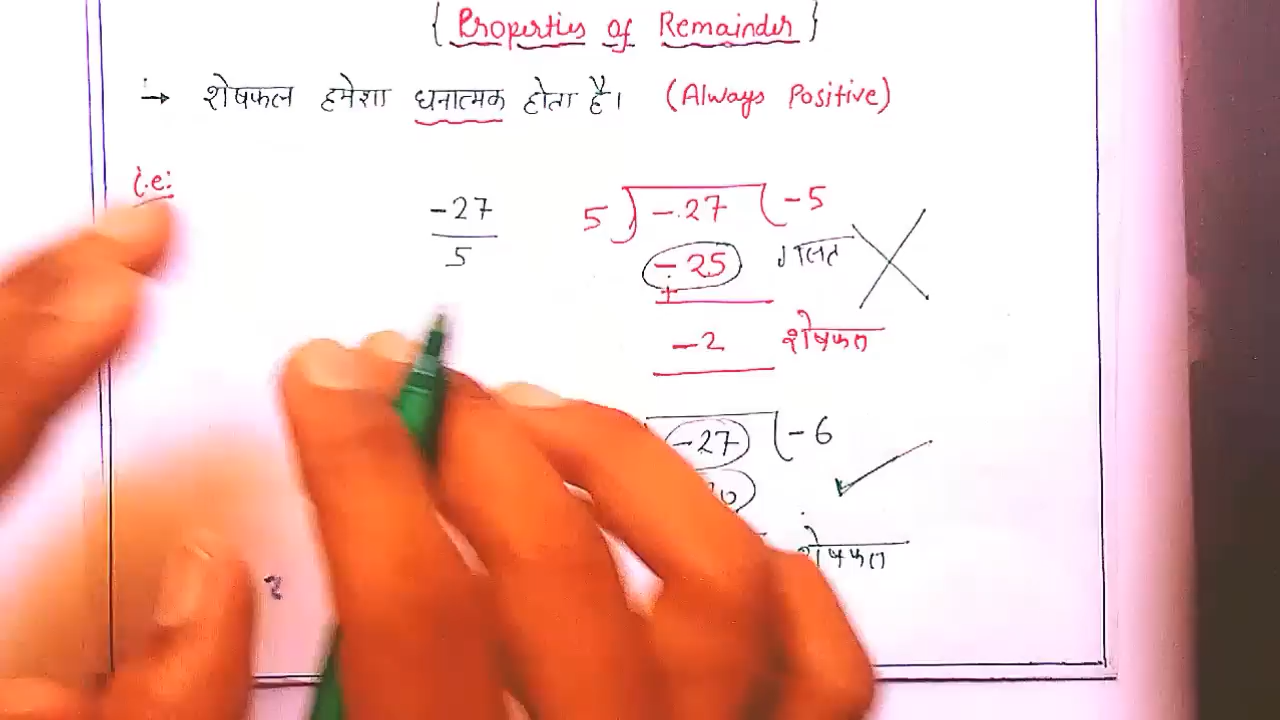 { Properties of Remainder }
→ शेषफल हमेशा धनात्मक होता है। (Always Positive)
i.e:
-27
5
5 ) -27 ( -5
-25 गलत
+
-2 शेषफल
-27 ( -6
शेषफल